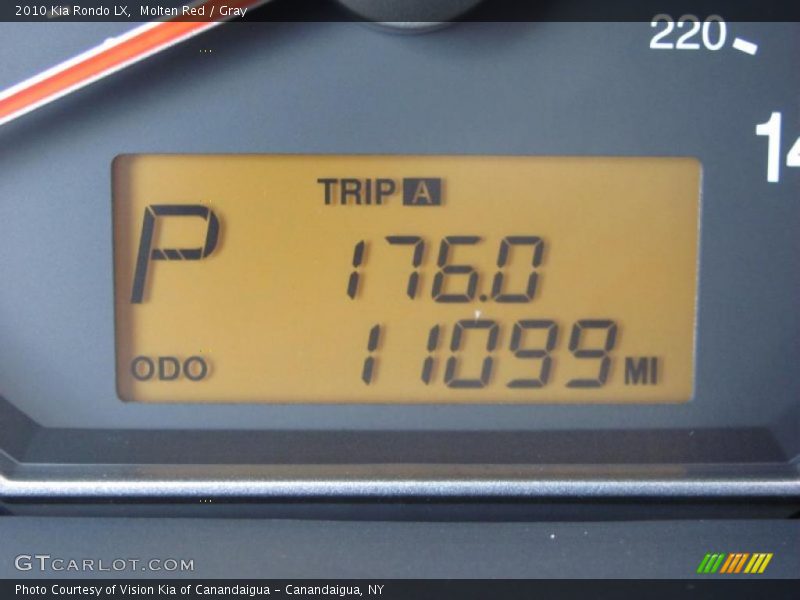 2010 Kia Rondo LX, Molten Red / Gray
220
14
TRIP A
P
176.0
ODO 11099 MI
GTCARLOT.COM
Photo Courtesy of Vision Kia of Canandaigua - Canandaigua, NY